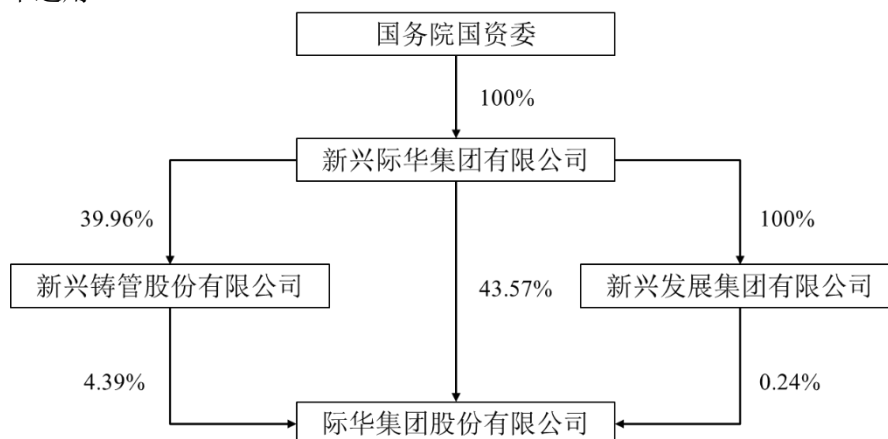 国务院国资委
100%
新兴际华集团有限公司
39.96%
100%
新兴铸管股份有限公司
43.57%
新兴发展集团有限公司
4.39%
0.24%
际华集团股份有限公司